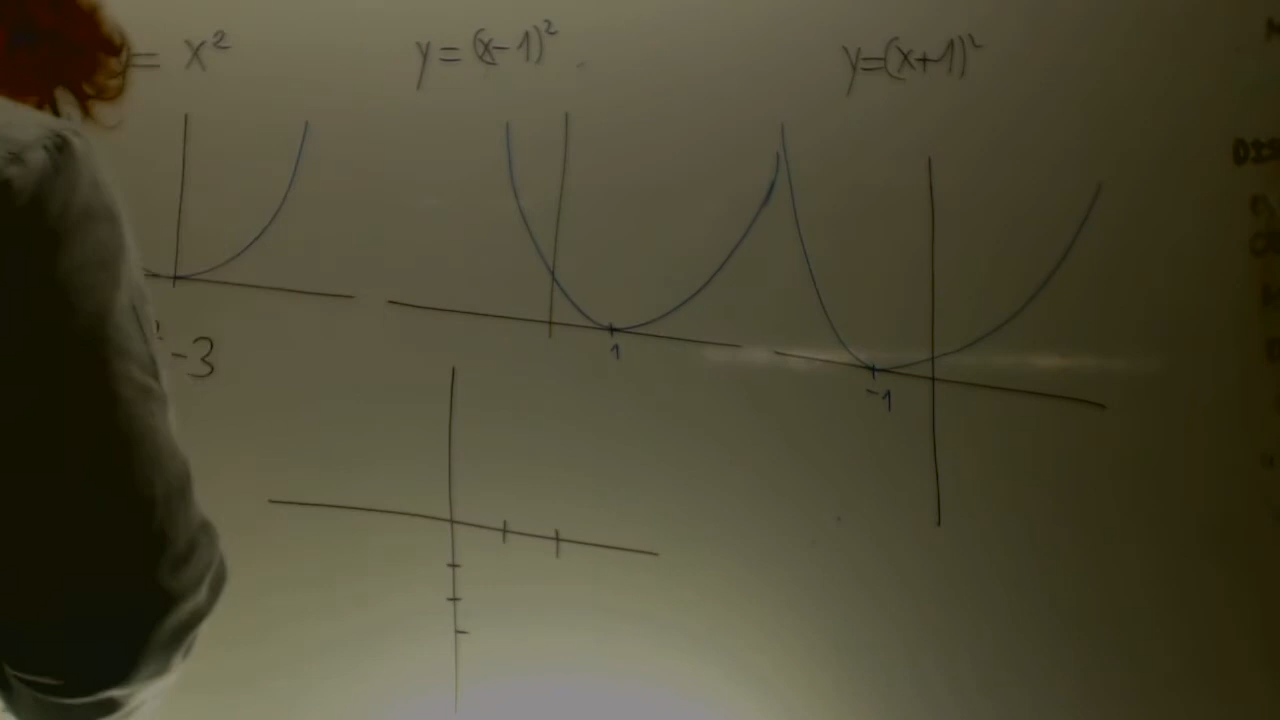 y= x²
y=(x-1)²
y=(x+1)²
1
-1
-3